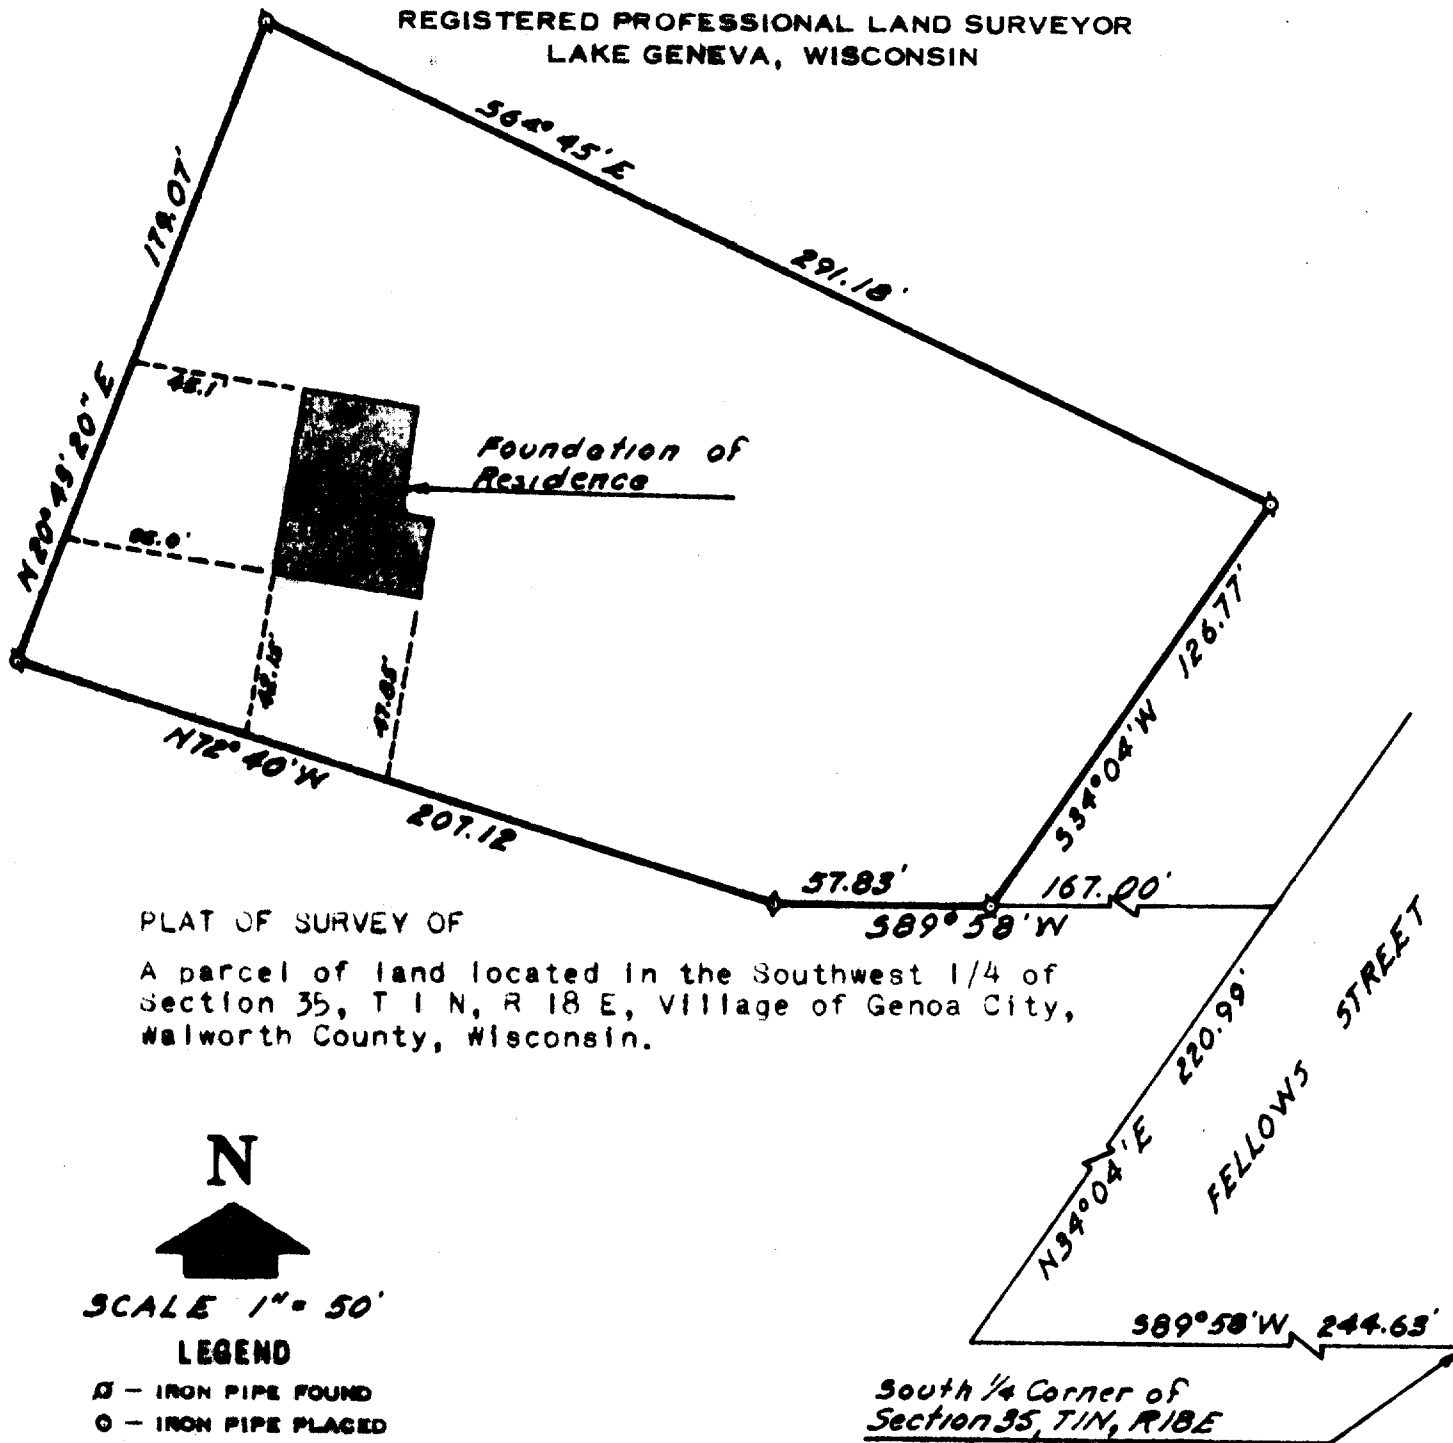 REGISTERED PROFESSIONAL LAND SURVEYOR
LAKE GENEVA, WISCONSIN
S64° 45' E
291.18'
179.07'
N20° 43' 20" E
Foundation of
Residence
N72° 40' W
207.12
47.85'
126.77'
S34°04' W
57.83'
167.00'
S89° 58' W
PLAT OF SURVEY OF
A parcel of land located in the Southwest 1/4 of
Section 35, T 1 N, R 18 E, Village of Genoa City,
Walworth County, Wisconsin.
220.99'
N34°04' E
FELLOWS STREET
N
SCALE 1" = 50'
LEGEND
Ø – IRON PIPE FOUND
O – IRON PIPE PLACED
S89°58' W 244.63'
South 1/4 Corner of
Section 35, T1N, R18E